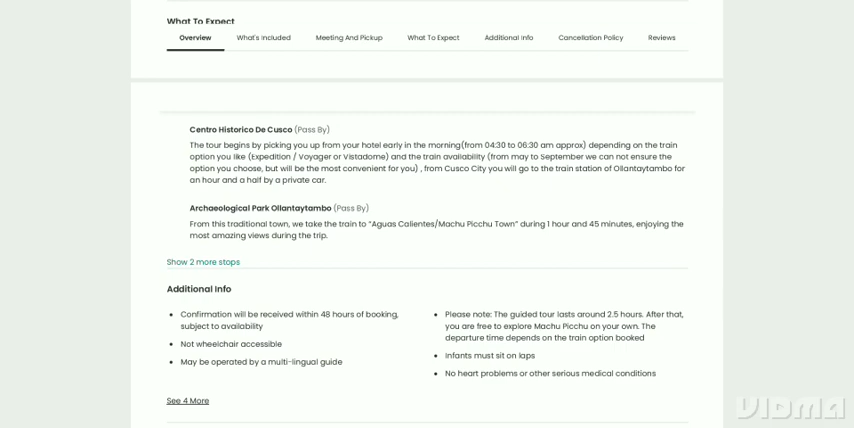 What To Expect
Overview What's Included Meeting And Pickup What To Expect Additional Info Cancellation Policy Reviews
Centro Historico De Cusco (Pass By)
The tour begins by picking you up from your hotel early in the morning(from 04:30 to 06:30 am approx) depending on the train
option you like (Expedition / Voyager or Vistadome) and the train availability (from may to September we can not ensure the
option you choose, but will be the most convenient for you) , from Cusco City you will go to the train station of Ollantaytambo for
an hour and a half by a private car.
Archaeological Park Ollantaytambo (Pass By)
From this traditional town, we take the train to “Aguas Calientes/Machu Picchu Town” during 1 hour and 45 minutes, enjoying the
most amazing views during the trip.
Show 2 more stops
Additional Info
• Confirmation will be received within 48 hours of booking,
subject to availability
• Not wheelchair accessible
• May be operated by a multi-lingual guide
• Please note: The guided tour lasts around 2.5 hours. After that,
you are free to explore Machu Picchu on your own. The
departure time depends on the train option booked
• Infants must sit on laps
• No heart problems or other serious medical conditions
See 4 More
VIDMA